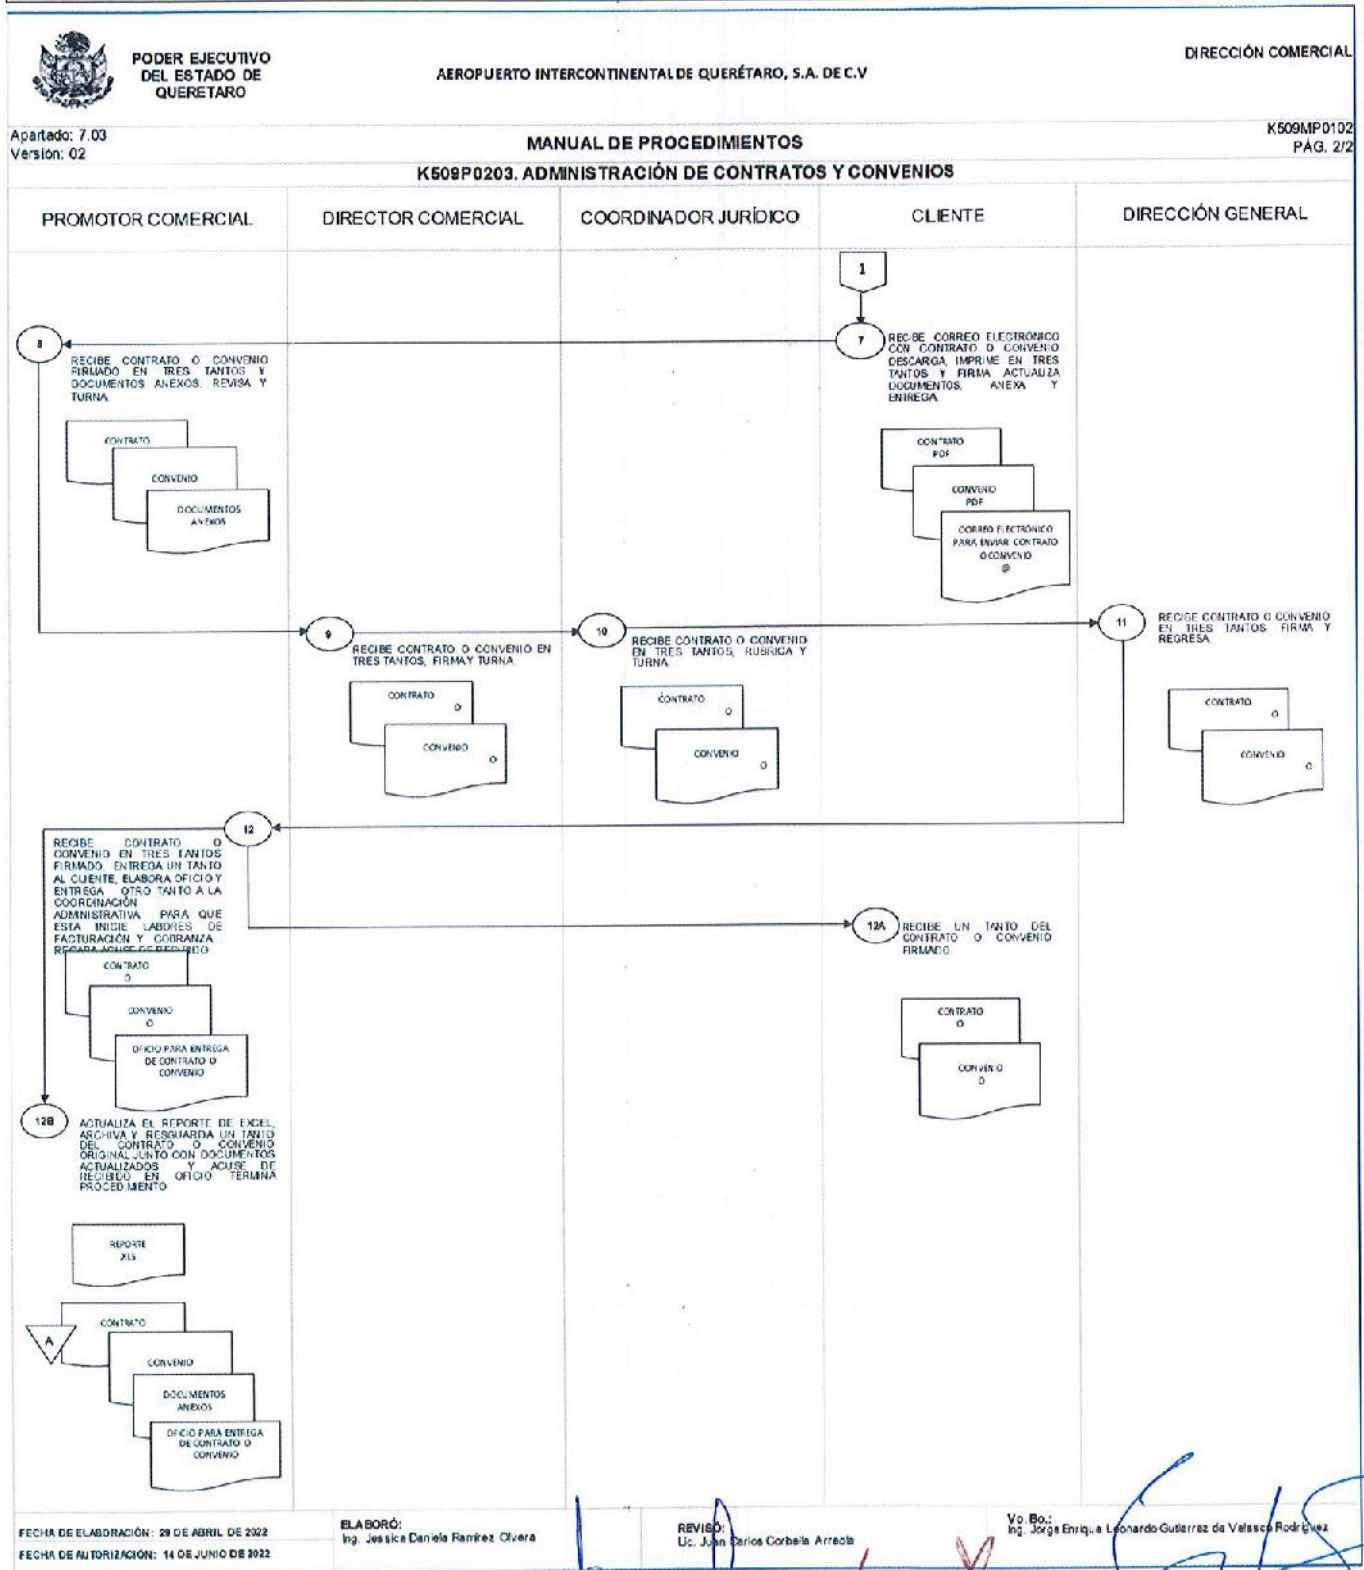 PODER EJECUTIVO
DEL ESTADO DE
QUERETARO
AEROPUERTO INTERCONTINENTAL DE QUERÉTARO, S.A. DE C.V
DIRECCIÓN COMERCIAL
Apartado: 7.03
Versión: 02
MANUAL DE PROCEDIMIENTOS
K509MP0102
PÁG. 2/2
K509P0203. ADMINISTRACIÓN DE CONTRATOS Y CONVENIOS
PROMOTOR COMERCIAL
DIRECTOR COMERCIAL
COORDINADOR JURÍDICO
CLIENTE
DIRECCIÓN GENERAL
1
7
RECIBE CORREO ELECTRÓNICO
CON CONTRATO O CONVENIO
DESCARGA, IMPRIME EN TRES
TANTOS Y FIRMA ACTUALIZA
DOCUMENTOS, ANEXA Y
ENTREGA
CONTRATO
PDF
CONVENIO
PDF
CORREO ELECTRÓNICO
PARA ENVIAR CONTRATO
O CONVENIO
@
8
RECIBE CONTRATO O CONVENIO
FIRMADO EN TRES TANTOS Y
DOCUMENTOS ANEXOS. REVISA Y
TURNA
CONTRATO
CONVENIO
DOCUMENTOS
ANEXOS
9
RECIBE CONTRATO O CONVENIO EN
TRES TANTOS, FIRMA Y TURNA.
CONTRATO
O
CONVENIO
O
10
RECIBE CONTRATO O CONVENIO
EN TRES TANTOS, RUBRICA Y
TURNA
CONTRATO
O
CONVENIO
O
11
RECIBE CONTRATO O CONVENIO
EN TRES TANTOS, FIRMA Y
REGRESA.
CONTRATO
O
CONVENIO
O
12
RECIBE CONTRATO O
CONVENIO EN TRES TANTOS
FIRMADO, ENTREGA UN TANTO
AL CLIENTE, ELABORA OFICIO Y
ENTREGA OTRO TANTO A LA
COORDINACIÓN
ADMINISTRATIVA PARA QUE
ESTA INICIE LABORES DE
FACTURACIÓN Y COBRANZA
RECABA ACUSE DE RECIBIDO
CONTRATO
O
CONVENIO
O
OFICIO PARA ENTREGA
DE CONTRATO O
CONVENIO
12A
RECIBE UN TANTO DEL
CONTRATO O CONVENIO
FIRMADO.
CONTRATO
O
CONVENIO
O
12B
ACTUALIZA EL REPORTE DE EXCEL,
ARCHIVA Y RESGUARDA UN TANTO
DEL CONTRATO O CONVENIO
ORIGINAL JUNTO CON DOCUMENTOS
ACTUALIZADOS Y ACUSE DE
RECIBIDO EN OFICIO. TERMINA
PROCEDIMIENTO
REPORTE
XLS
A
CONTRATO
CONVENIO
DOCUMENTOS
ANEXOS
OFICIO PARA ENTREGA
DE CONTRATO O
CONVENIO
FECHA DE ELABORACIÓN: 29 DE ABRIL DE 2022
FECHA DE AUTORIZACIÓN: 14 DE JUNIO DE 2022
ELABORÓ:
Ing. Jessica Daniela Ramírez Olvera
REVISÓ:
Lic. Juan Carlos Corbella Arreola
Vo.Bo.:
Ing. Jorge Enrique Leonardo Gutierrez de Velasco Rodríguez